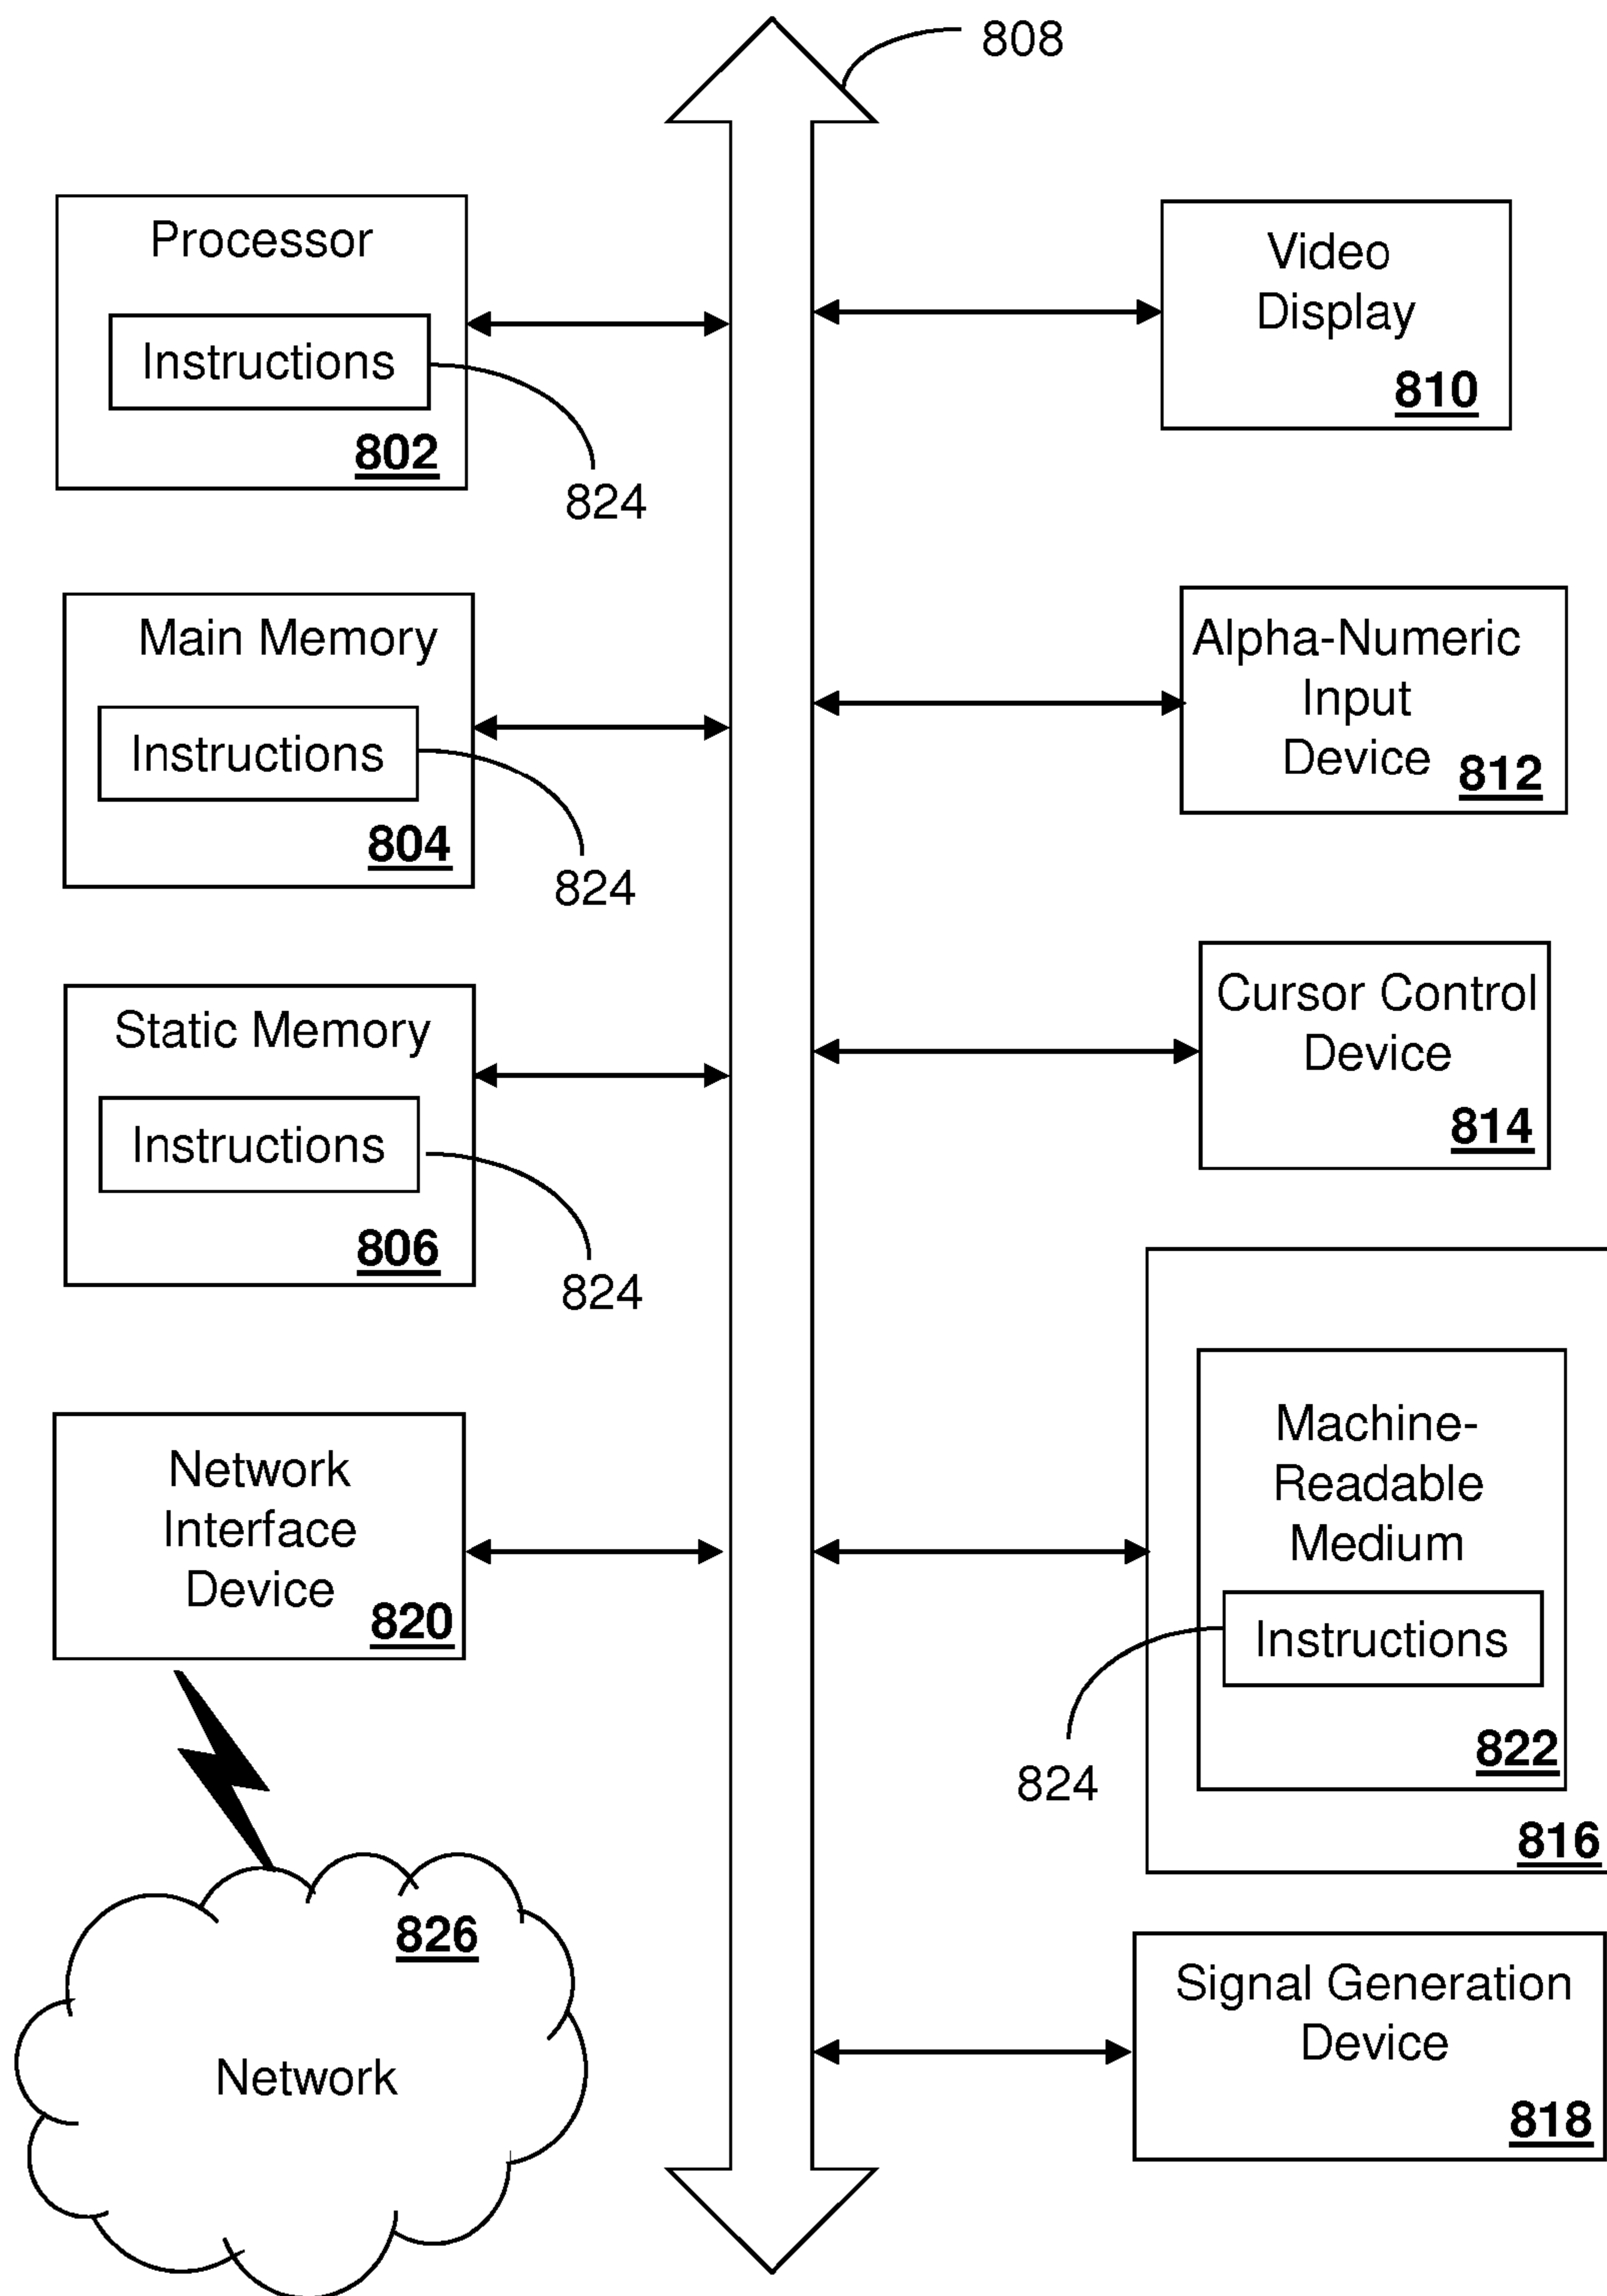 808
Processor
Instructions
802
824
Main Memory
Instructions
804
824
Static Memory
Instructions
806
824
Network
Interface
Device
820
826
Network
Video
Display
810
Alpha-Numeric
Input
Device
812
Cursor Control
Device
814
Machine-
Readable
Medium
Instructions
822
824
816
Signal Generation
Device
818